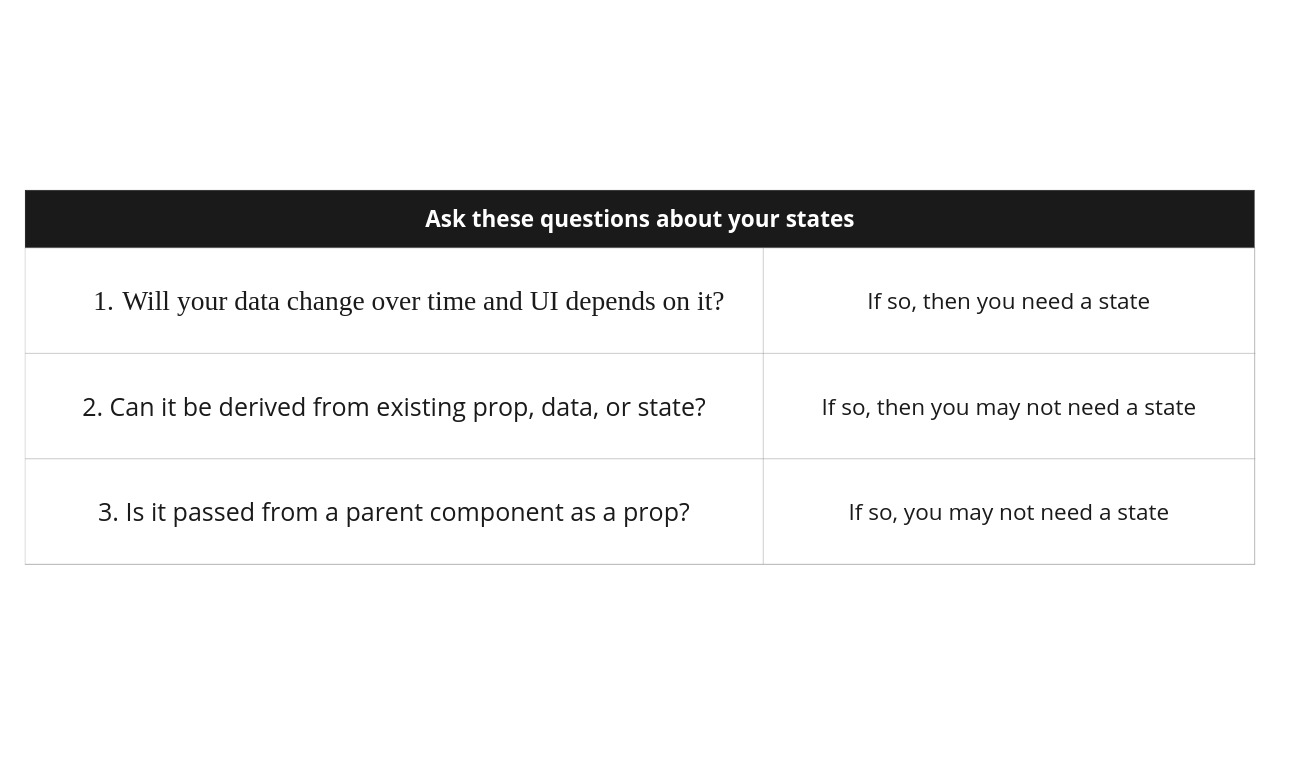 Ask these questions about your states
1. Will your data change over time and UI depends on it?
If so, then you need a state
2. Can it be derived from existing prop, data, or state?
If so, then you may not need a state
3. Is it passed from a parent component as a prop?
If so, you may not need a state